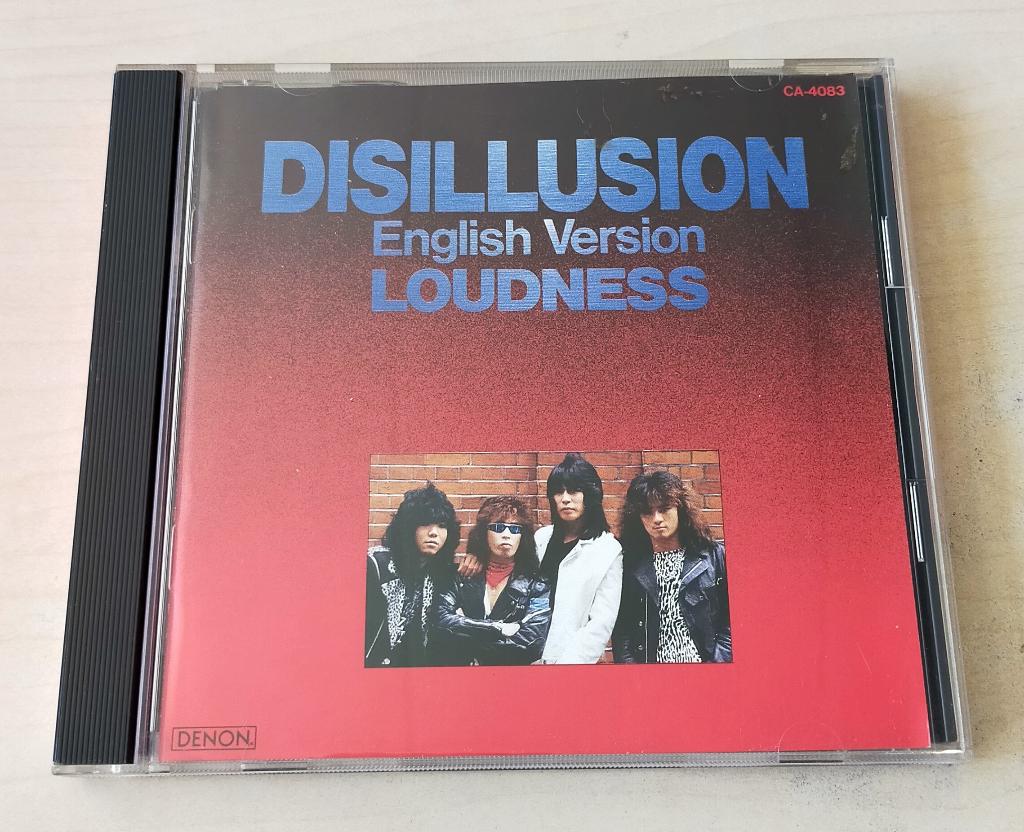 CA-4083
DISILLUSION
English Version
LOUDNESS
DENON.